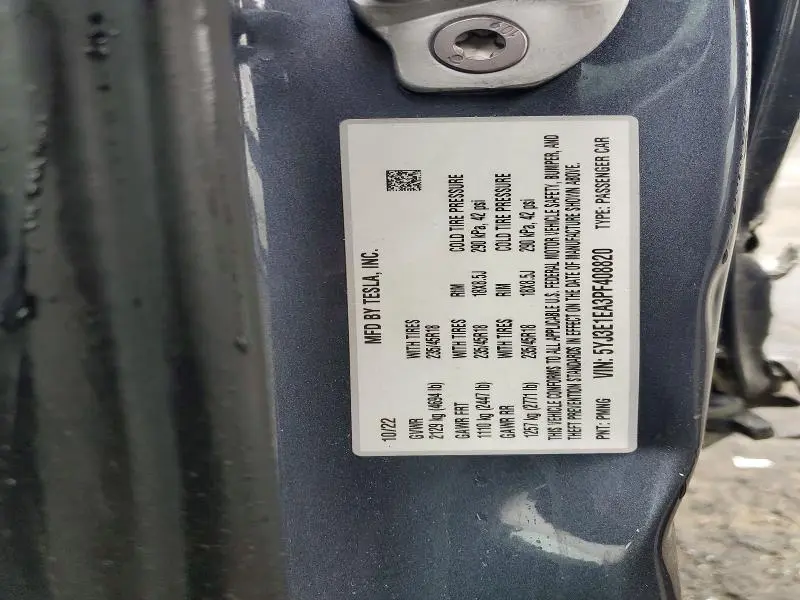 109
10/22 MFD BY TESLA, INC.
GVWR WITH TIRES RIM COLD TIRE PRESSURE
2129 kg (4694 lb) 235/45R18 18X8.5J 290 kPa, 42 psi
GAWR FRT WITH TIRES RIM COLD TIRE PRESSURE
1110 kg (2447 lb) 235/45R18
GAWR RR
1257 kg (2771 lb) 235/45R18 18X8.5J 290 kPa, 42 psi
THIS VEHICLE CONFORMS TO ALL APPLICABLE U.S. FEDERAL MOTOR VEHICLE SAFETY, BUMPER, AND
THEFT PREVENTION STANDARDS IN EFFECT ON THE DATE OF MANUFACTURE SHOWN ABOVE.
PNT: PMNG VIN: 5YJ3E1EA3PF408820 TYPE: PASSENGER CAR